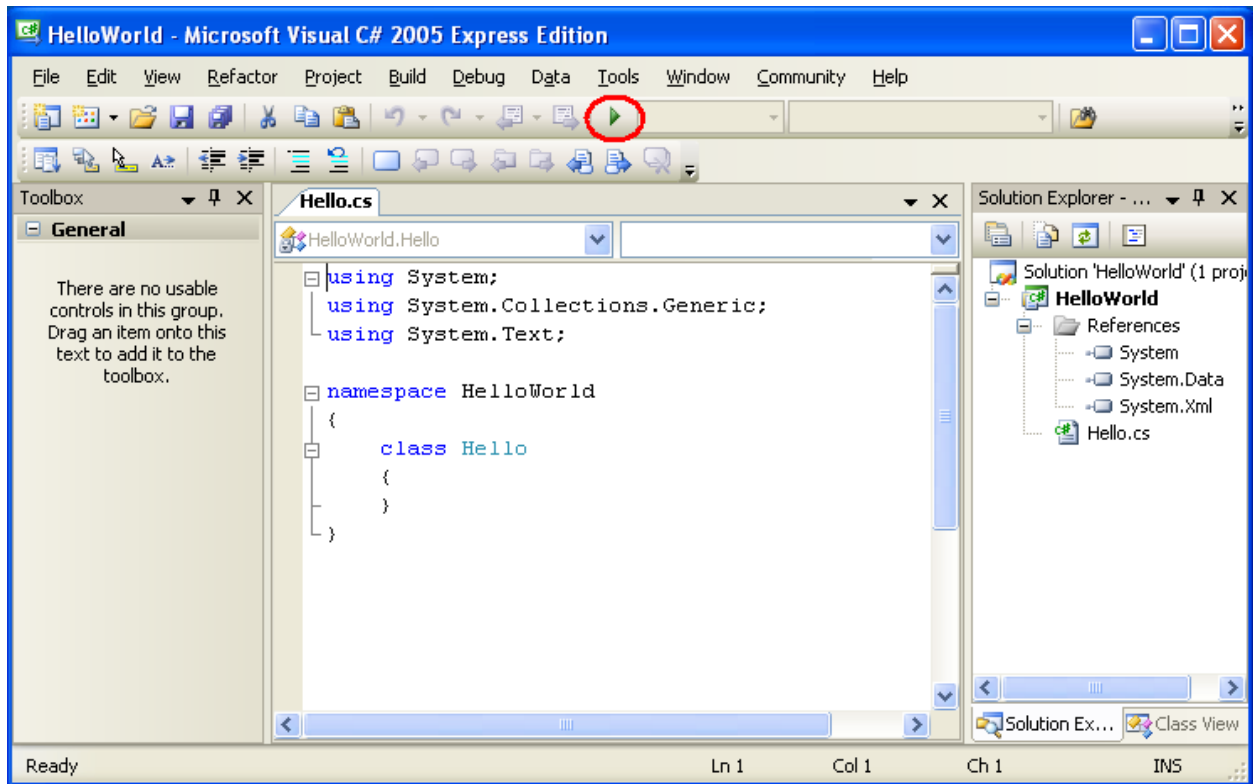 HelloWorld - Microsoft Visual C# 2005 Express Edition
File Edit View Refactor Project Build Debug Data Tools Window Community Help
Toolbox
General
There are no usable
controls in this group.
Drag an item onto this
text to add it to the
toolbox.
Hello.cs
HelloWorld.Hello
using System;
using System.Collections.Generic;
using System.Text;
namespace HelloWorld
{
class Hello
{
}
}
Solution Explorer - ...
Solution 'HelloWorld' (1 proj
HelloWorld
References
System
System.Data
System.Xml
Hello.cs
Solution Ex... Class View
Ready Ln 1 Col 1 Ch 1 INS